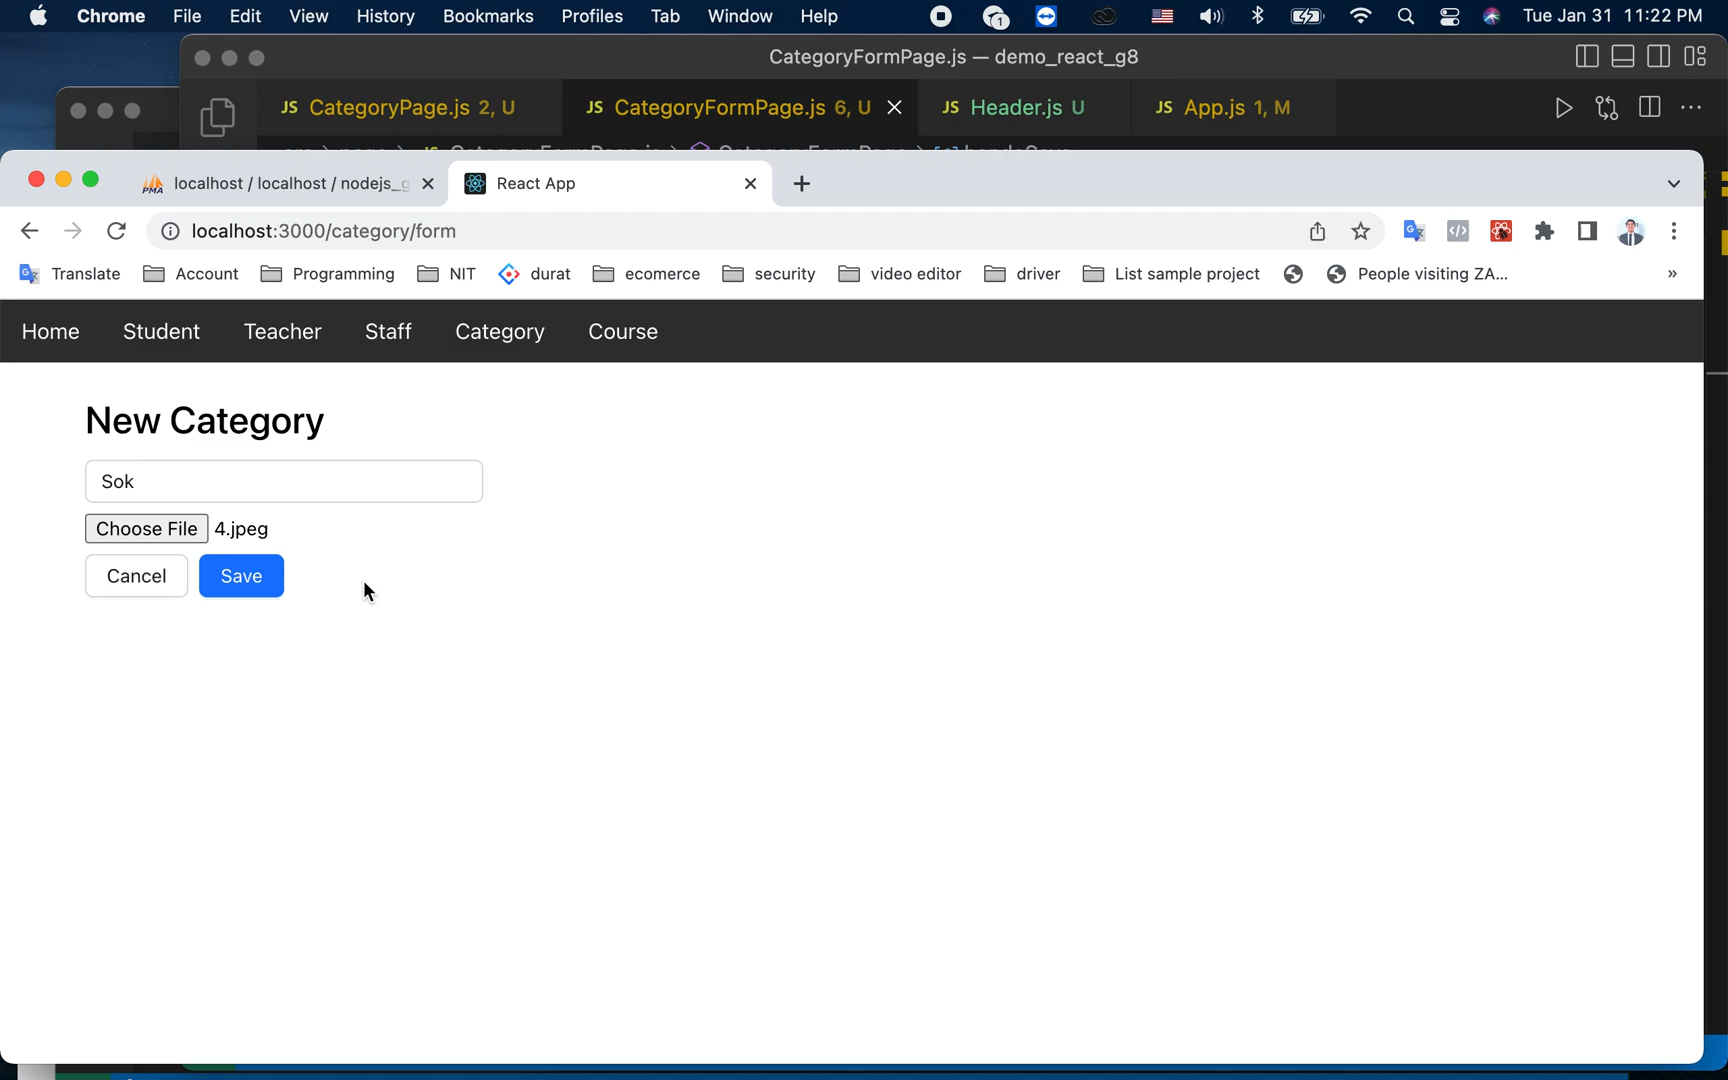 Chrome File Edit View History Bookmarks Profiles Tab Window Help 1 Tue Jan 31 11:22 PM
CategoryFormPage.js — demo_react_g8
JS CategoryPage.js 2, U JS CategoryFormPage.js 6, U JS Header.js U JS App.js 1, M
PMA localhost / localhost / nodejs_g React App
localhost:3000/category/form
Translate Account Programming NIT durat ecomerce security video editor driver List sample project People visiting ZA... »
Home Student Teacher Staff Category Course
New Category
Sok
Choose File 4.jpeg
Cancel Save